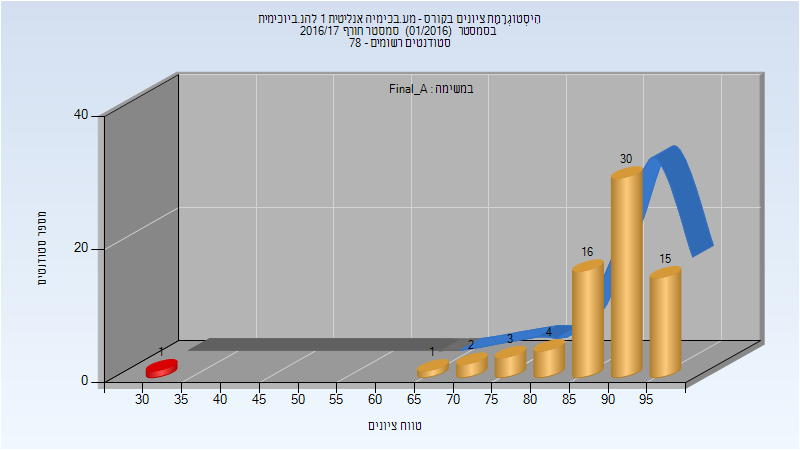 היסטוגרמת ציונים בקורס - מע.בכימיה אנליטית 1 להנ.ביוכימית
בסמסטר (01/2016) סמסטר חורף 2016/17
סטודנטים רשומים - 78
במשימה : Final_A
מספר סטודנטים
40
20
0
1
1
2
3
4
16
30
15
30 35 40 45 50 55 60 65 70 75 80 85 90 95
טווח ציונים